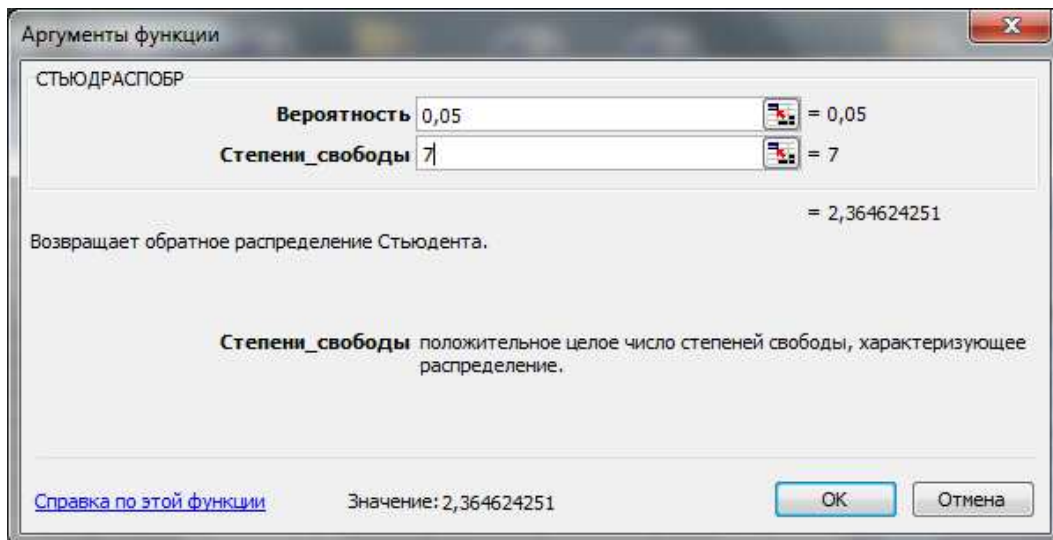 Аргументы функции
СТЬЮДРАСПОБР
Вероятность 0,05 = 0,05
Степени_свободы 7 = 7
= 2,364624251
Возвращает обратное распределение Стьюдента.
Степени_свободы положительное целое число степеней свободы, характеризующее
распределение.
Справка по этой функции Значение: 2,364624251 ОК Отмена